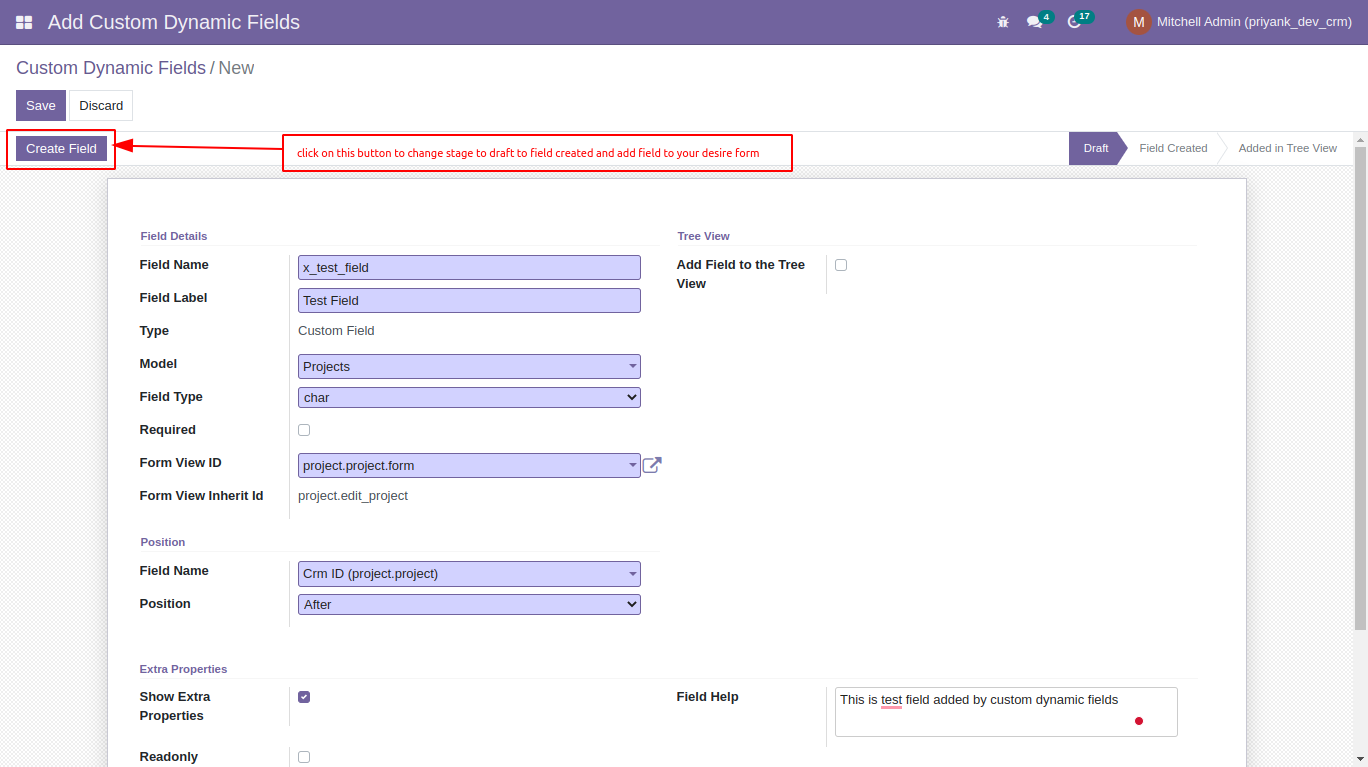 Add Custom Dynamic Fields
4
17
M
Mitchell Admin (priyank_dev_crm)
Custom Dynamic Fields / New
Save
Discard
Create Field
click on this button to change stage to draft to field created and add field to your desire form
Draft
Field Created
Added in Tree View
Field Details
Field Name
x_test_field
Field Label
Test Field
Type
Custom Field
Model
Projects
Field Type
char
Required
Form View ID
project.project.form
Form View Inherit Id
project.edit_project
Tree View
Add Field to the Tree
View
Position
Field Name
Crm ID (project.project)
Position
After
Extra Properties
Show Extra
Properties
Readonly
Field Help
This is test field added by custom dynamic fields